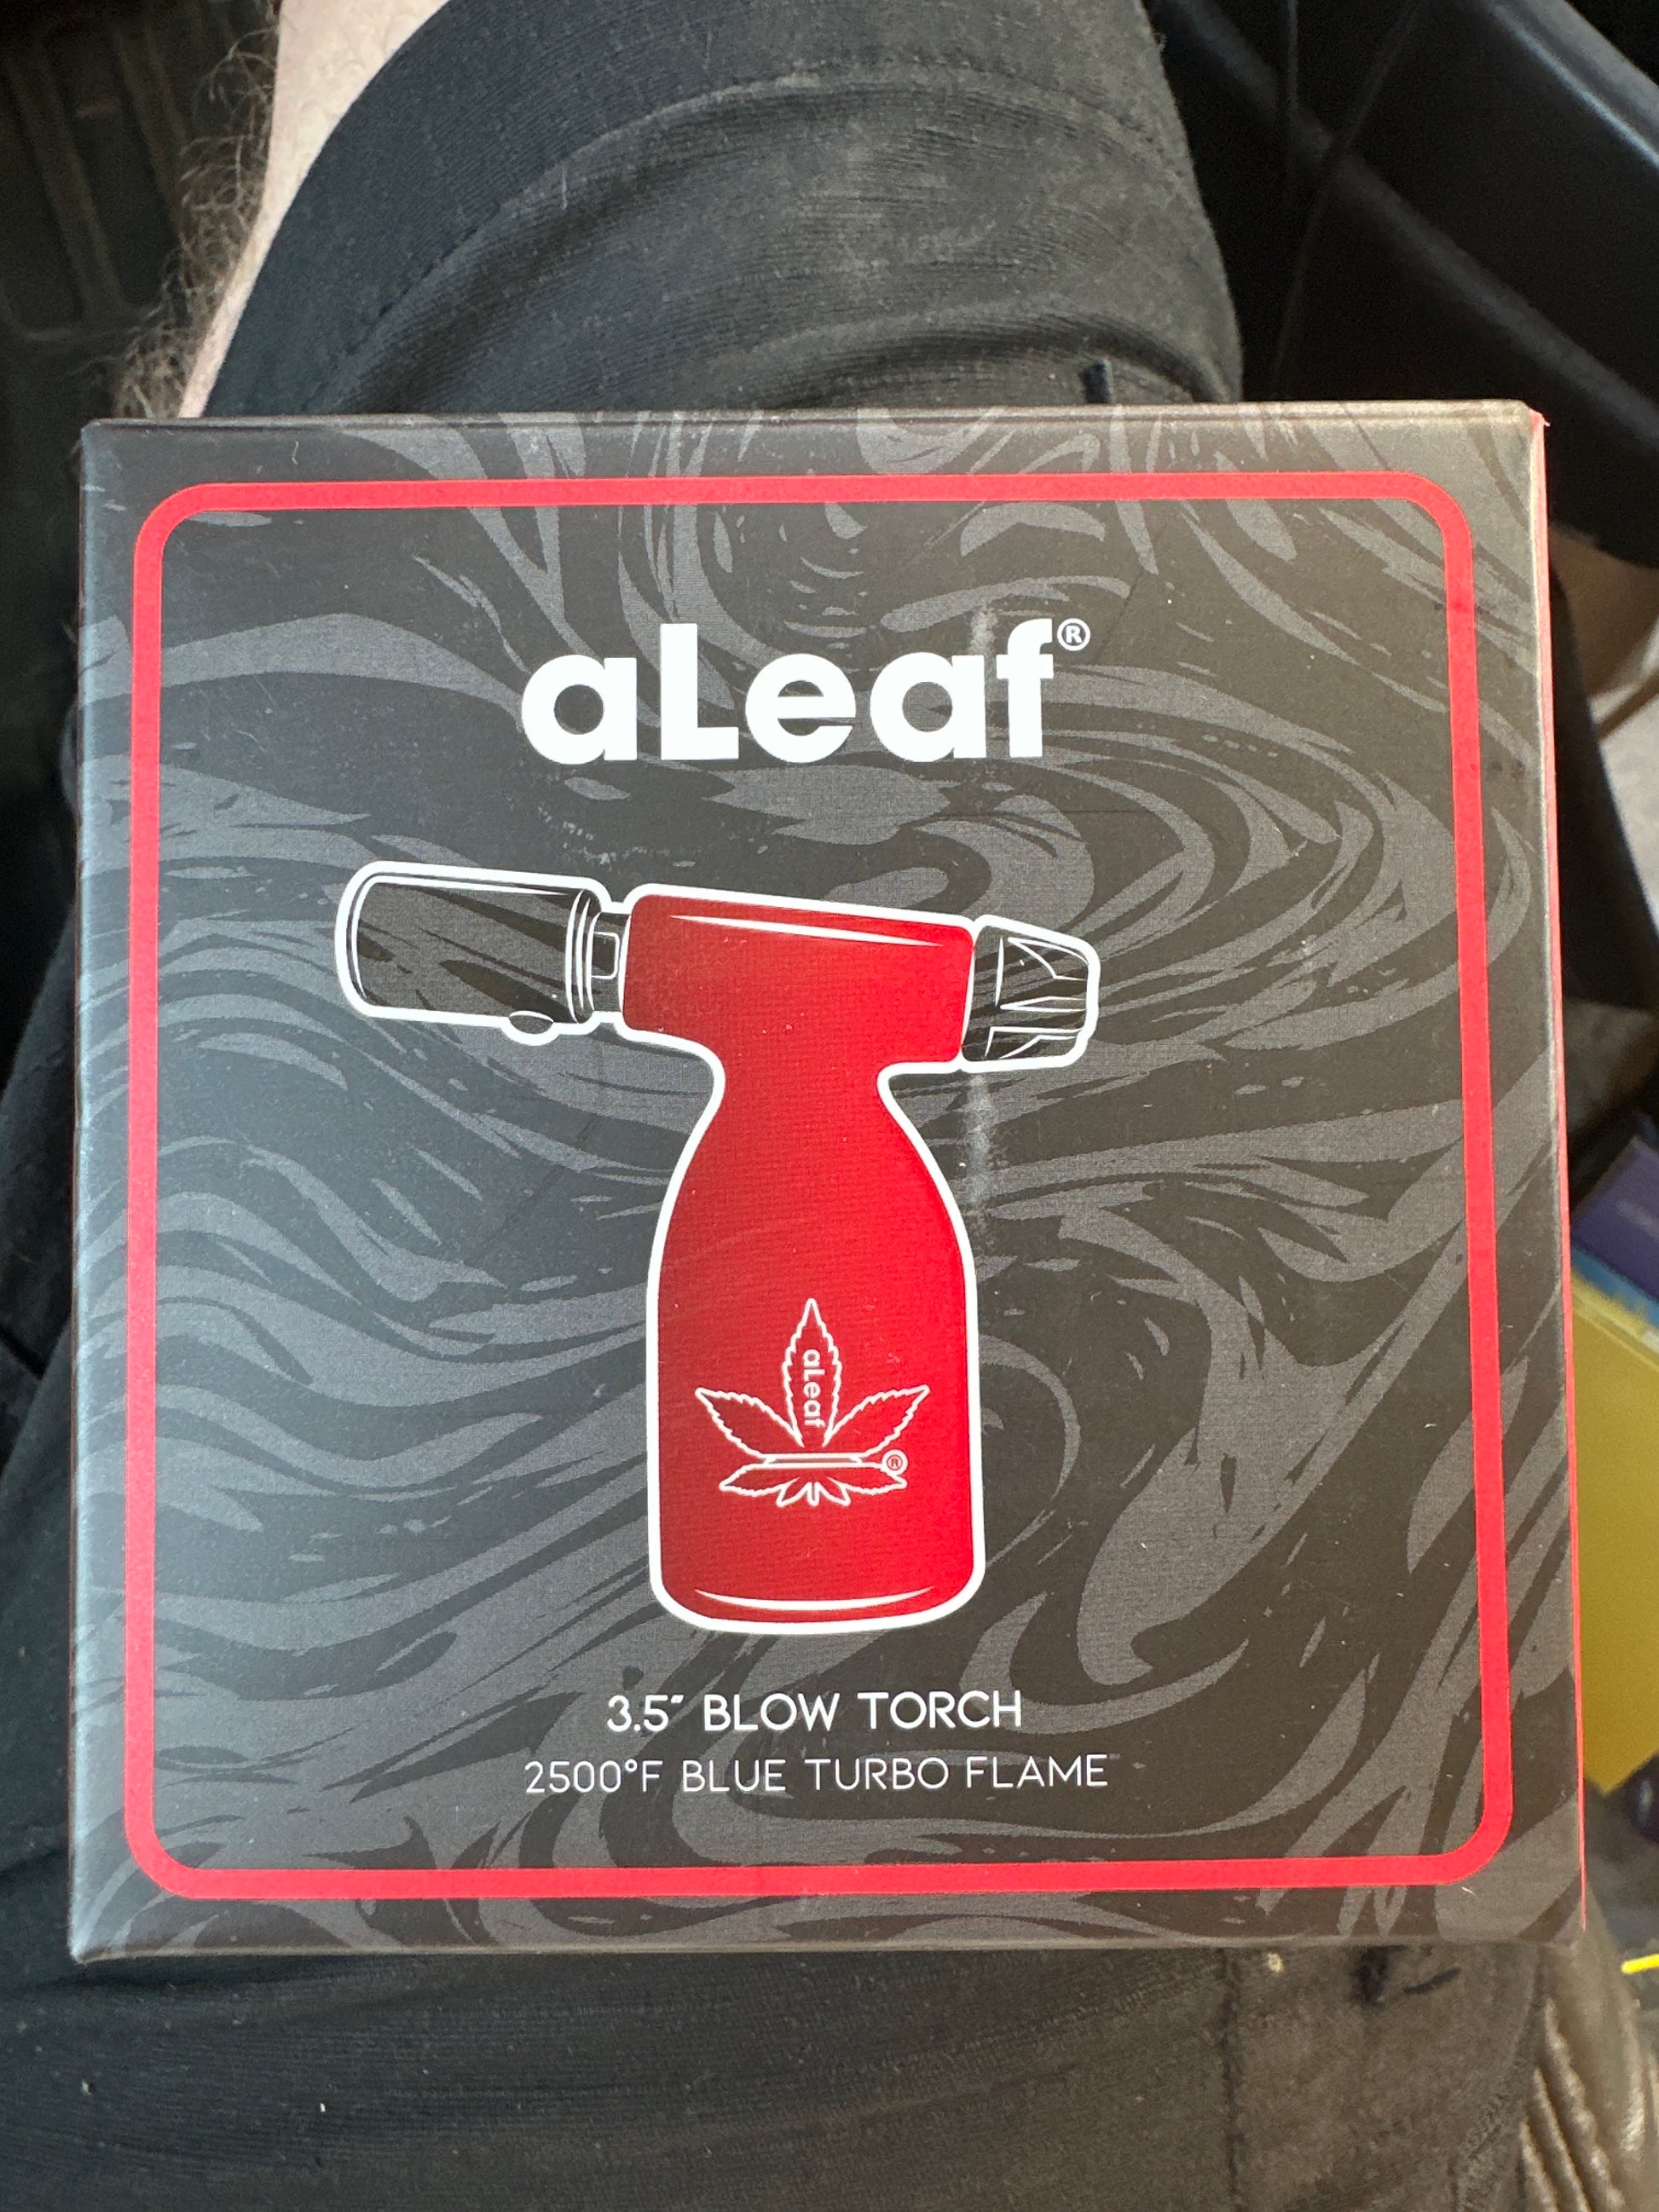 aLeaf®
aLeaf
®
3.5" BLOW TORCH
2500°F BLUE TURBO FLAME